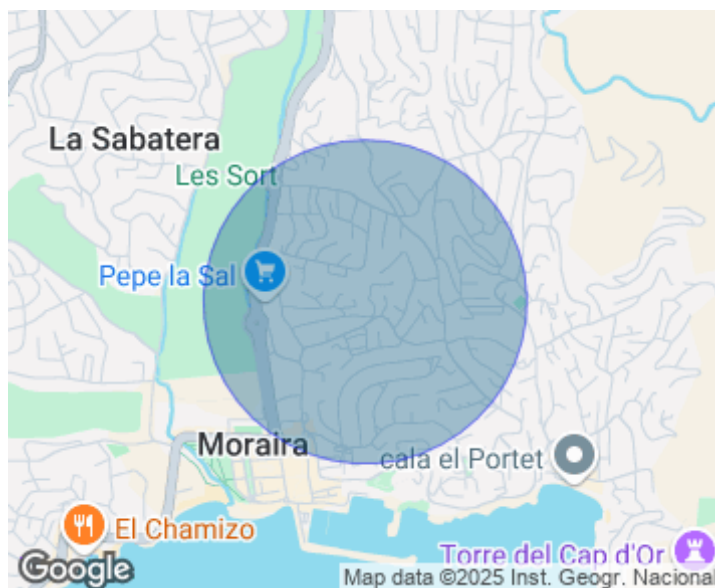 La Sabatera
Les Sort
Pepe la Sal
Moraira
cala el Portet
El Chamizo
Torre del Cap d'Or
Google
Map data ©2025 Inst. Geogr. Nacional